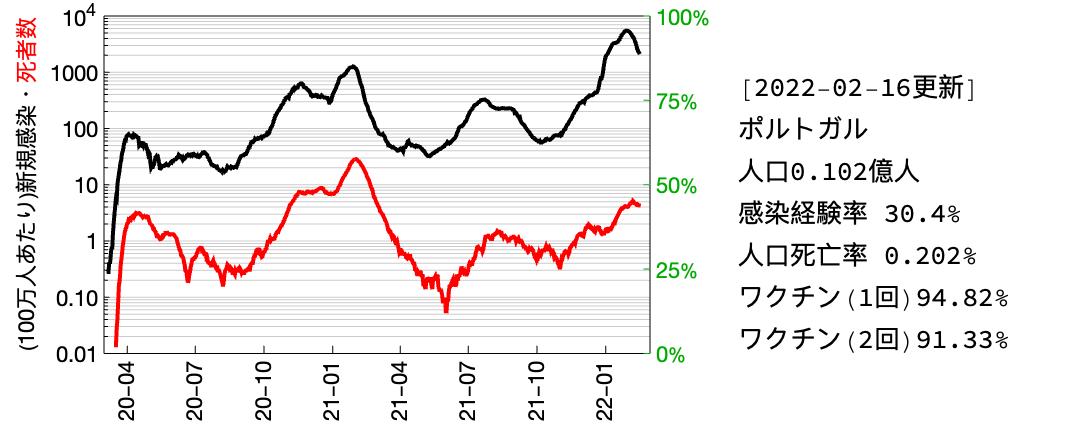 (100万人あたり)新規感染・死者数
10⁴
1000
100
10
1
0.10
0.01
100%
75%
50%
25%
0%
20-04
20-07
20-10
21-01
21-04
21-07
21-10
22-01
[2022-02-16更新]
ポルトガル
人口0.102億人
感染経験率 30.4%
人口死亡率 0.202%
ワクチン(1回)94.82%
ワクチン(2回)91.33%